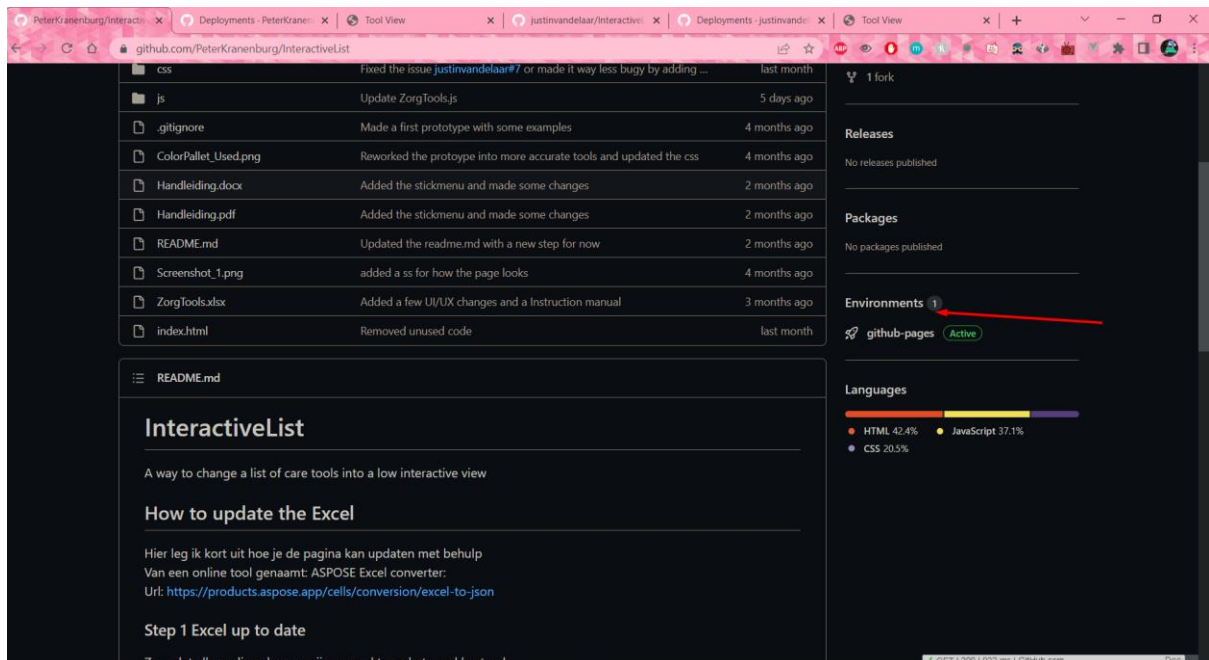 PeterKranenburg/Interactiv
Deployments · PeterKranen
Tool View
justinvandelaar/Interactivel
Deployments · justinvandel
Tool View
github.com/PeterKranenburg/InteractiveList
css Fixed the issue justinvandelaar#7 or made it way less bugy by adding ... last month
1 fork
js Update ZorgTools.js 5 days ago
.gitignore Made a first prototype with some examples 4 months ago
Releases
ColorPallet_Used.png Reworked the protoype into more accurate tools and updated the css 4 months ago
No releases published
Handleiding.docx Added the stickmenu and made some changes 2 months ago
Handleiding.pdf Added the stickmenu and made some changes 2 months ago
Packages
README.md Updated the readme.md with a new step for now 2 months ago
No packages published
Screenshot_1.png added a ss for how the page looks 4 months ago
ZorgTools.xlsx Added a few UI/UX changes and a Instruction manual 3 months ago
Environments 1
index.html Removed unused code last month
github-pages Active
README.md
Languages
InteractiveList
HTML 42.4% JavaScript 37.1%
CSS 20.5%
A way to change a list of care tools into a low interactive view
How to update the Excel
Hier leg ik kort uit hoe je de pagina kan updaten met behulp
Van een online tool genaamt: ASPOSE Excel converter:
Url: https://products.aspose.app/cells/conversion/excel-to-json
Step 1 Excel up to date